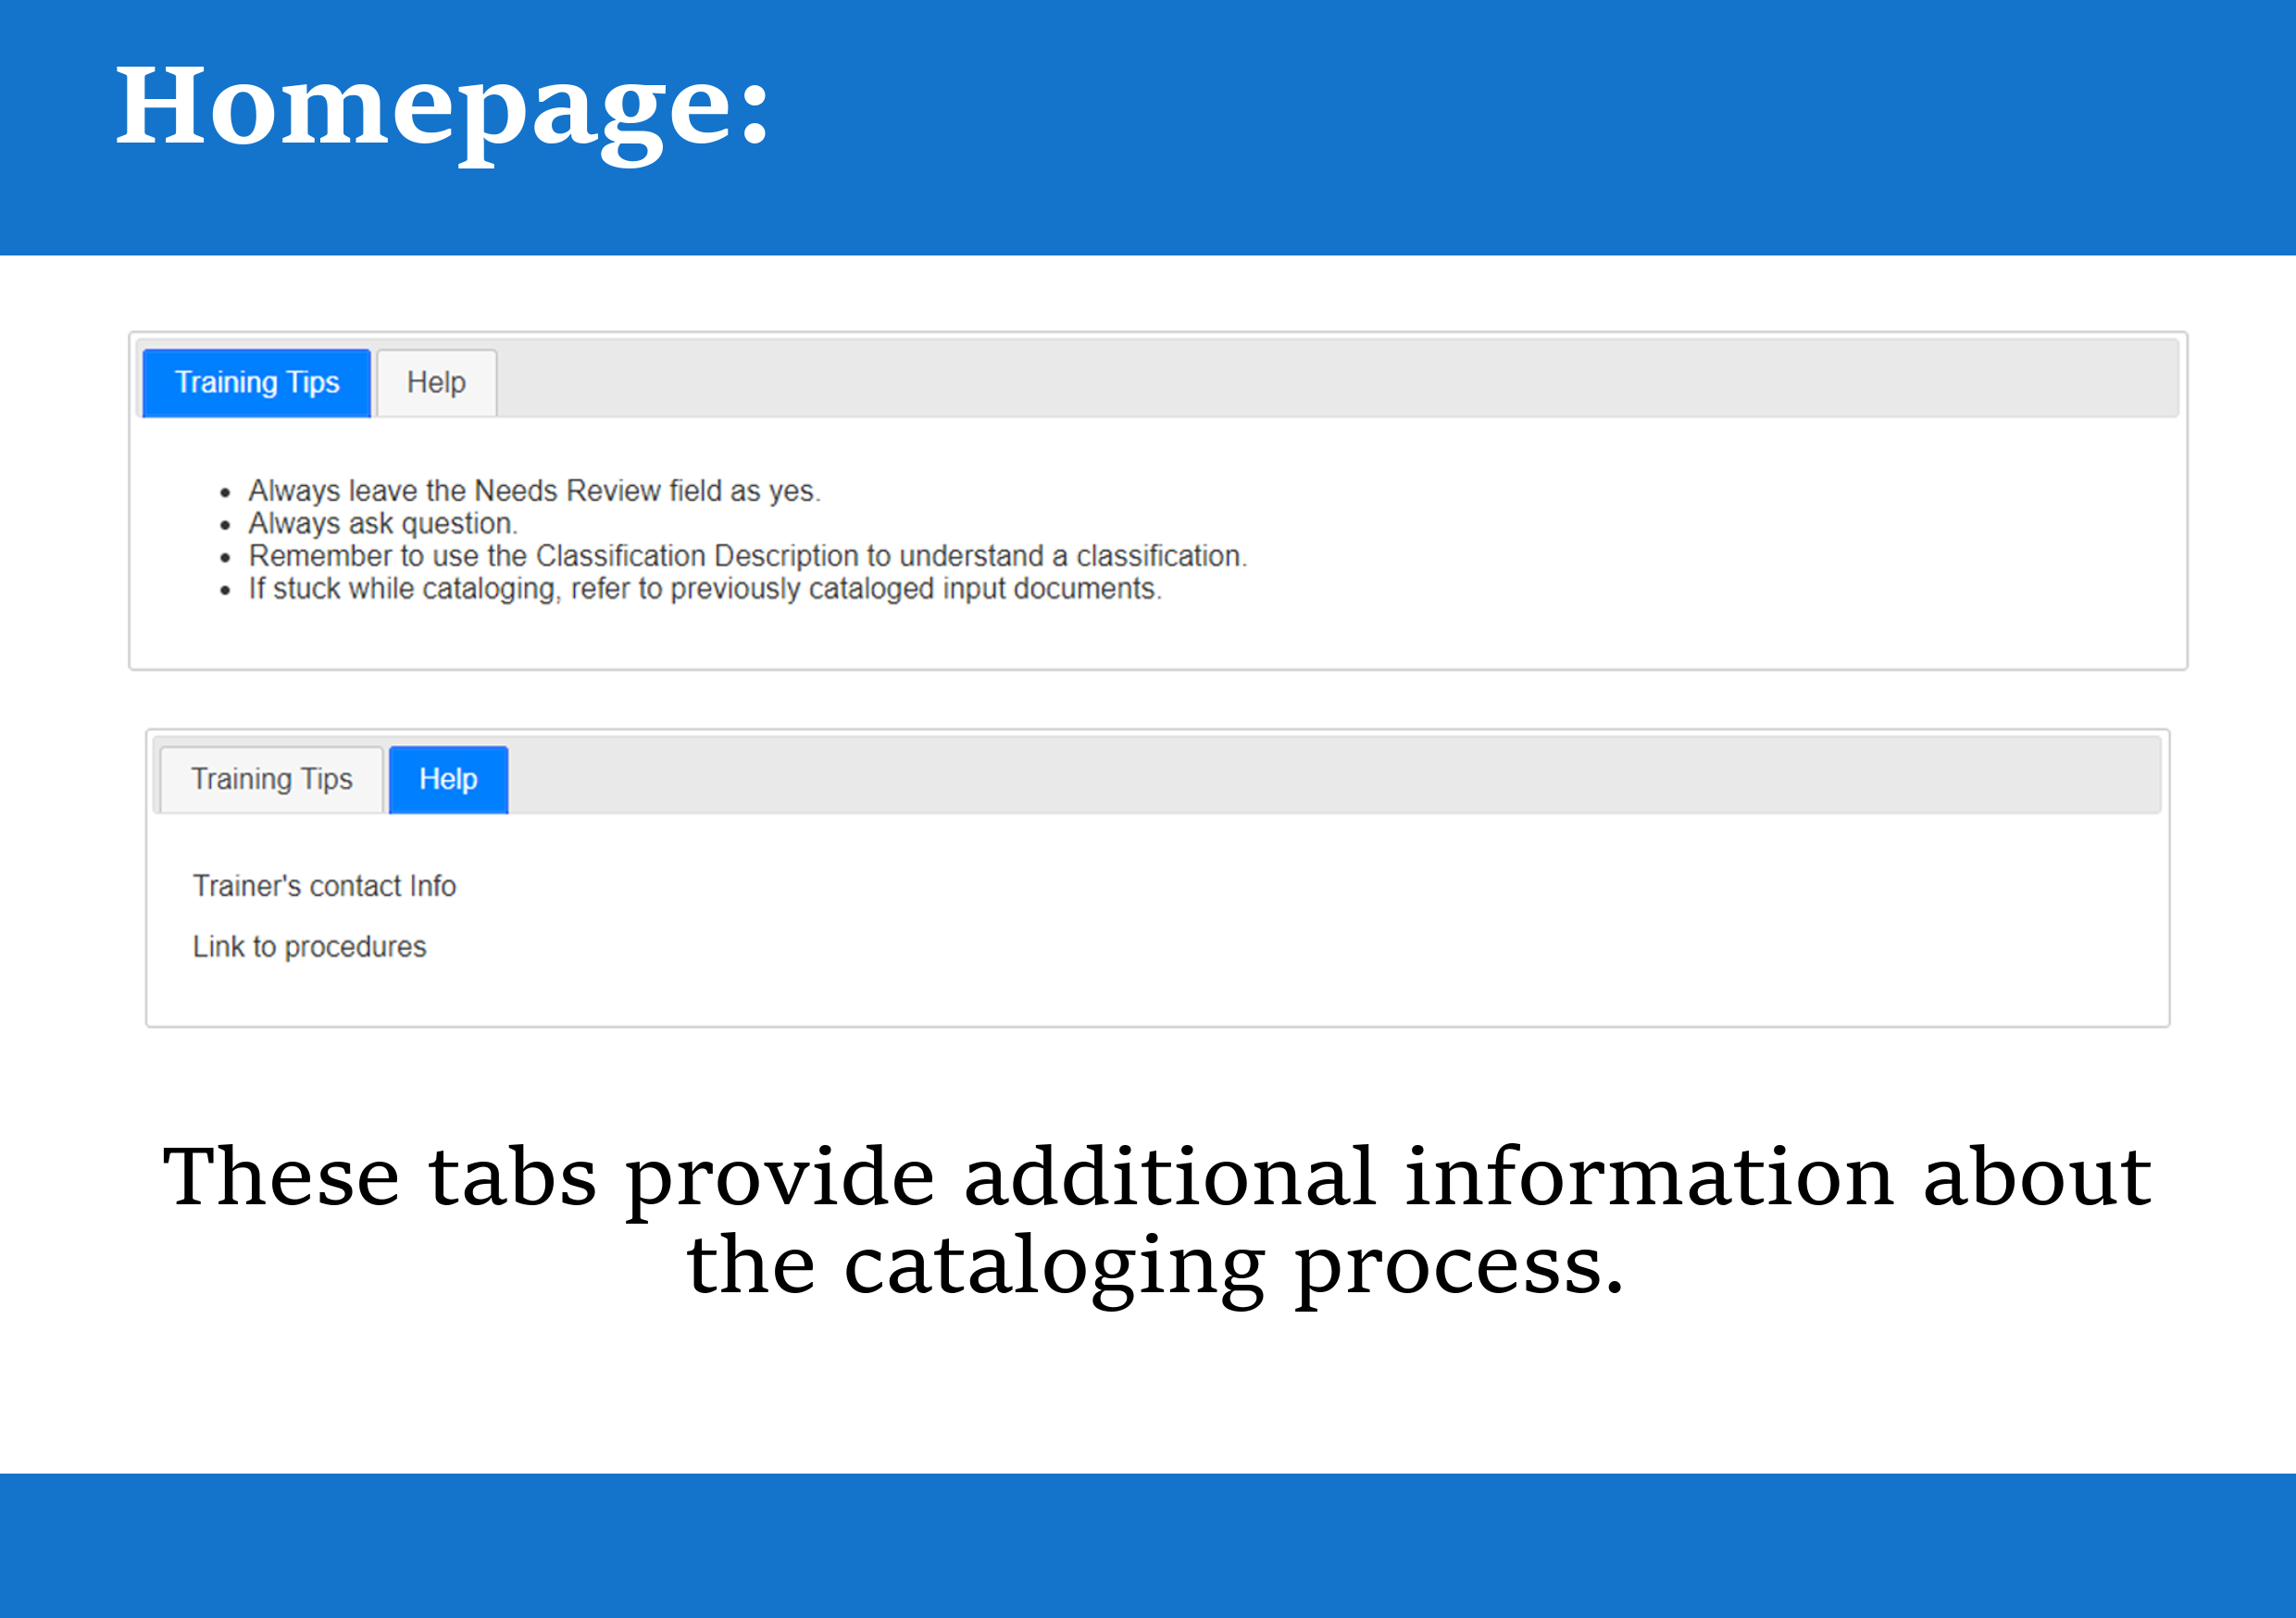 Homepage:
Training Tips Help
• Always leave the Needs Review field as yes.
• Always ask question.
• Remember to use the Classification Description to understand a classification.
• If stuck while cataloging, refer to previously cataloged input documents.
Training Tips Help
Trainer's contact Info
Link to procedures
These tabs provide additional information about
the cataloging process.